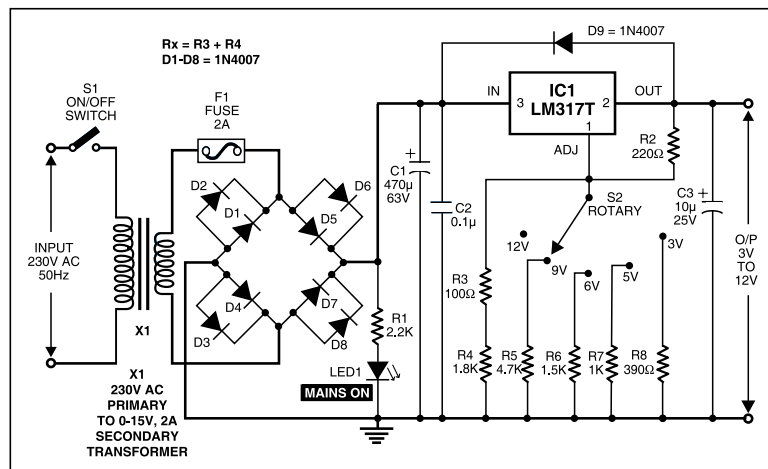 Rx = R3 + R4
D1-D8 = 1N4007
D9 = 1N4007
S1
ON/OFF
SWITCH
F1
FUSE
2A
IN
3
IC1
LM317T
2
OUT
1
ADJ
R2
220Ω
D2
D1
D6
D5
C1
470µ
63V
+
C2
0.1µ
S2
ROTARY
C3
10µ
25V
+
INPUT
230V AC
50Hz
12V
9V
6V
5V
3V
O/P
3V
TO
12V
X1
D4
D3
D7
D8
R1
2.2K
R3
100Ω
R4
1.8K
R5
4.7K
R6
1.5K
R7
1K
R8
390Ω
LED1
MAINS ON
X1
230V AC
PRIMARY
TO 0-15V, 2A
SECONDARY
TRANSFORMER